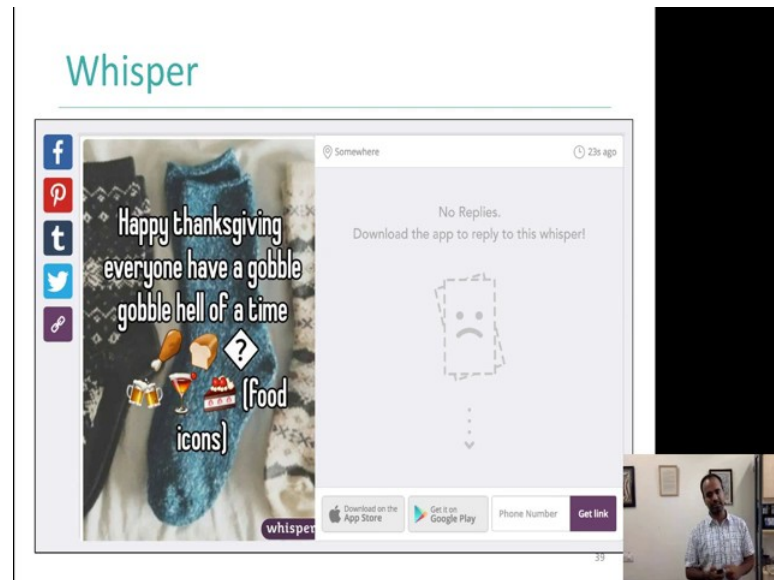 Whisper
Somewhere
23s ago
Happy thanksgiving
everyone have a gobble
gobble hell of a time
(food
icons)
whisper
No Replies.
Download the app to reply to this whisper!
Download on the
App Store
Get it on
Google Play
Phone Number
Get link
39